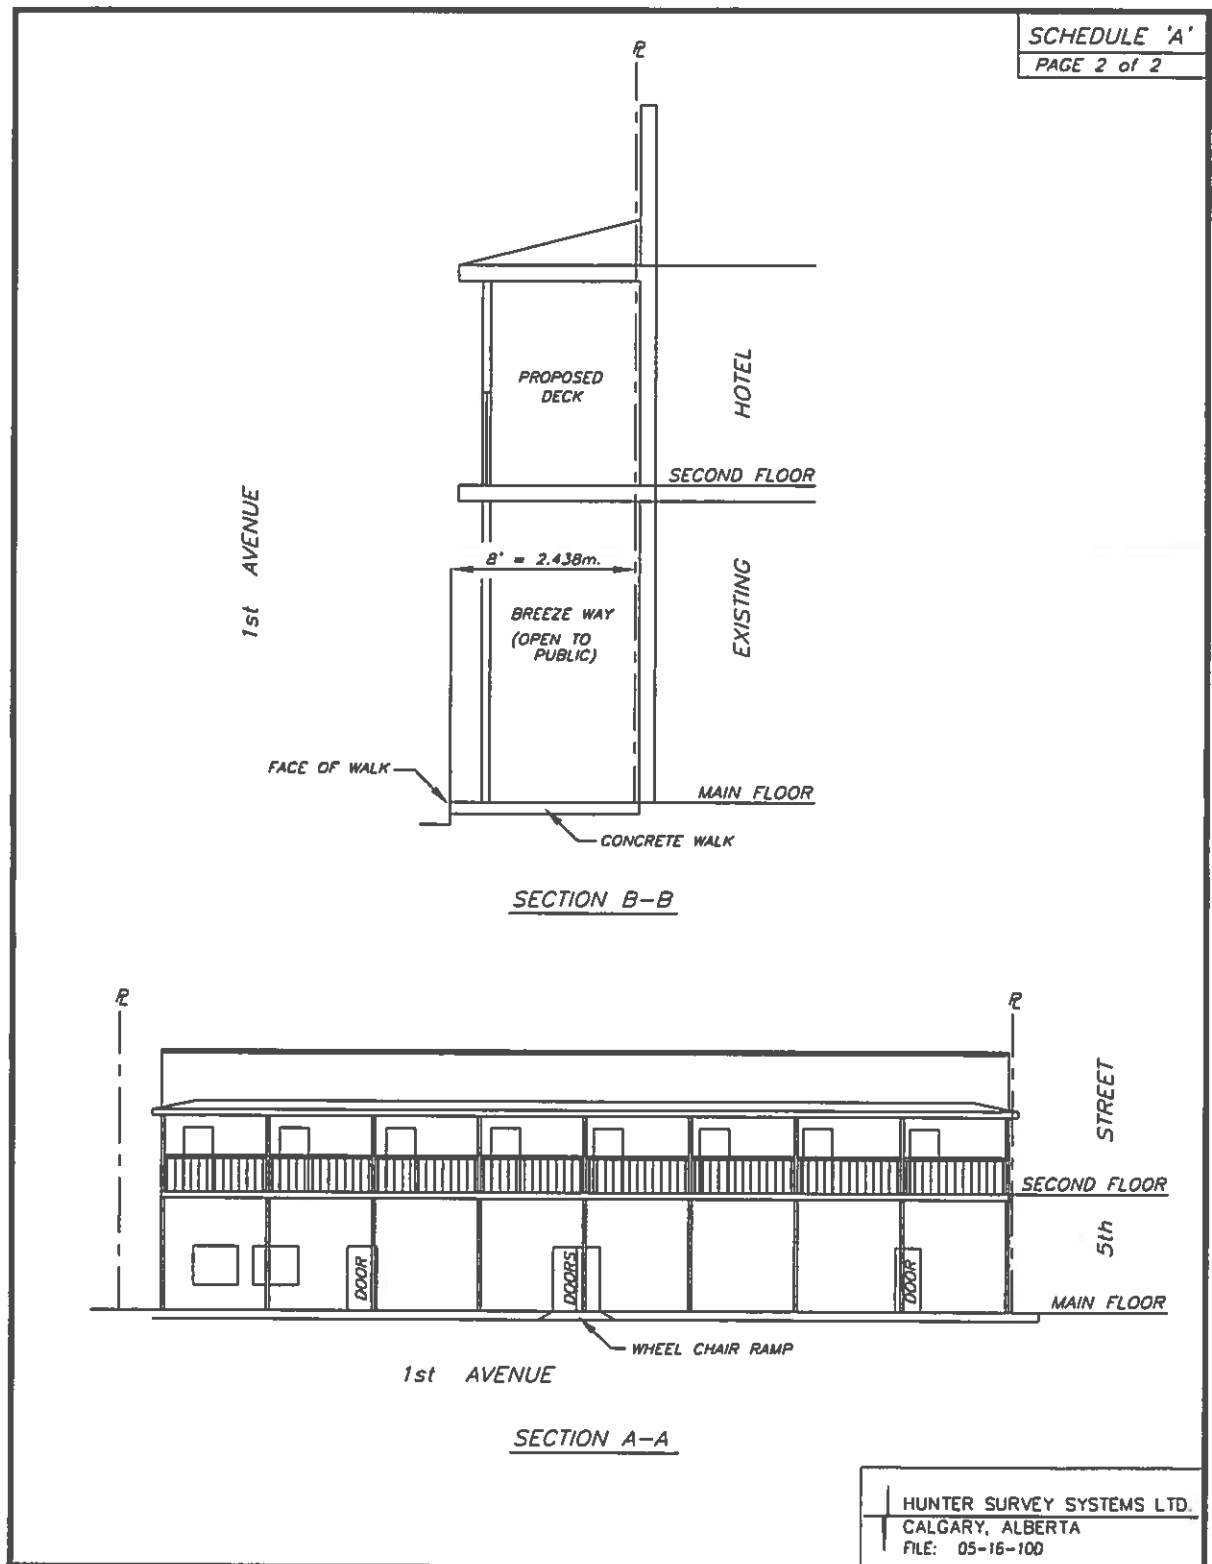 SCHEDULE 'A'
PAGE 2 of 2
PL
PROPOSED
DECK
HOTEL
SECOND FLOOR
1st AVENUE
8' = 2.438m.
BREEZE WAY
(OPEN TO
PUBLIC)
EXISTING
FACE OF WALK
MAIN FLOOR
CONCRETE WALK
SECTION B-B
PL
PL
5th STREET
SECOND FLOOR
DOOR
DOORS
DOOR
MAIN FLOOR
WHEEL CHAIR RAMP
1st AVENUE
SECTION A-A
HUNTER SURVEY SYSTEMS LTD.
CALGARY, ALBERTA
FILE: 05-16-100